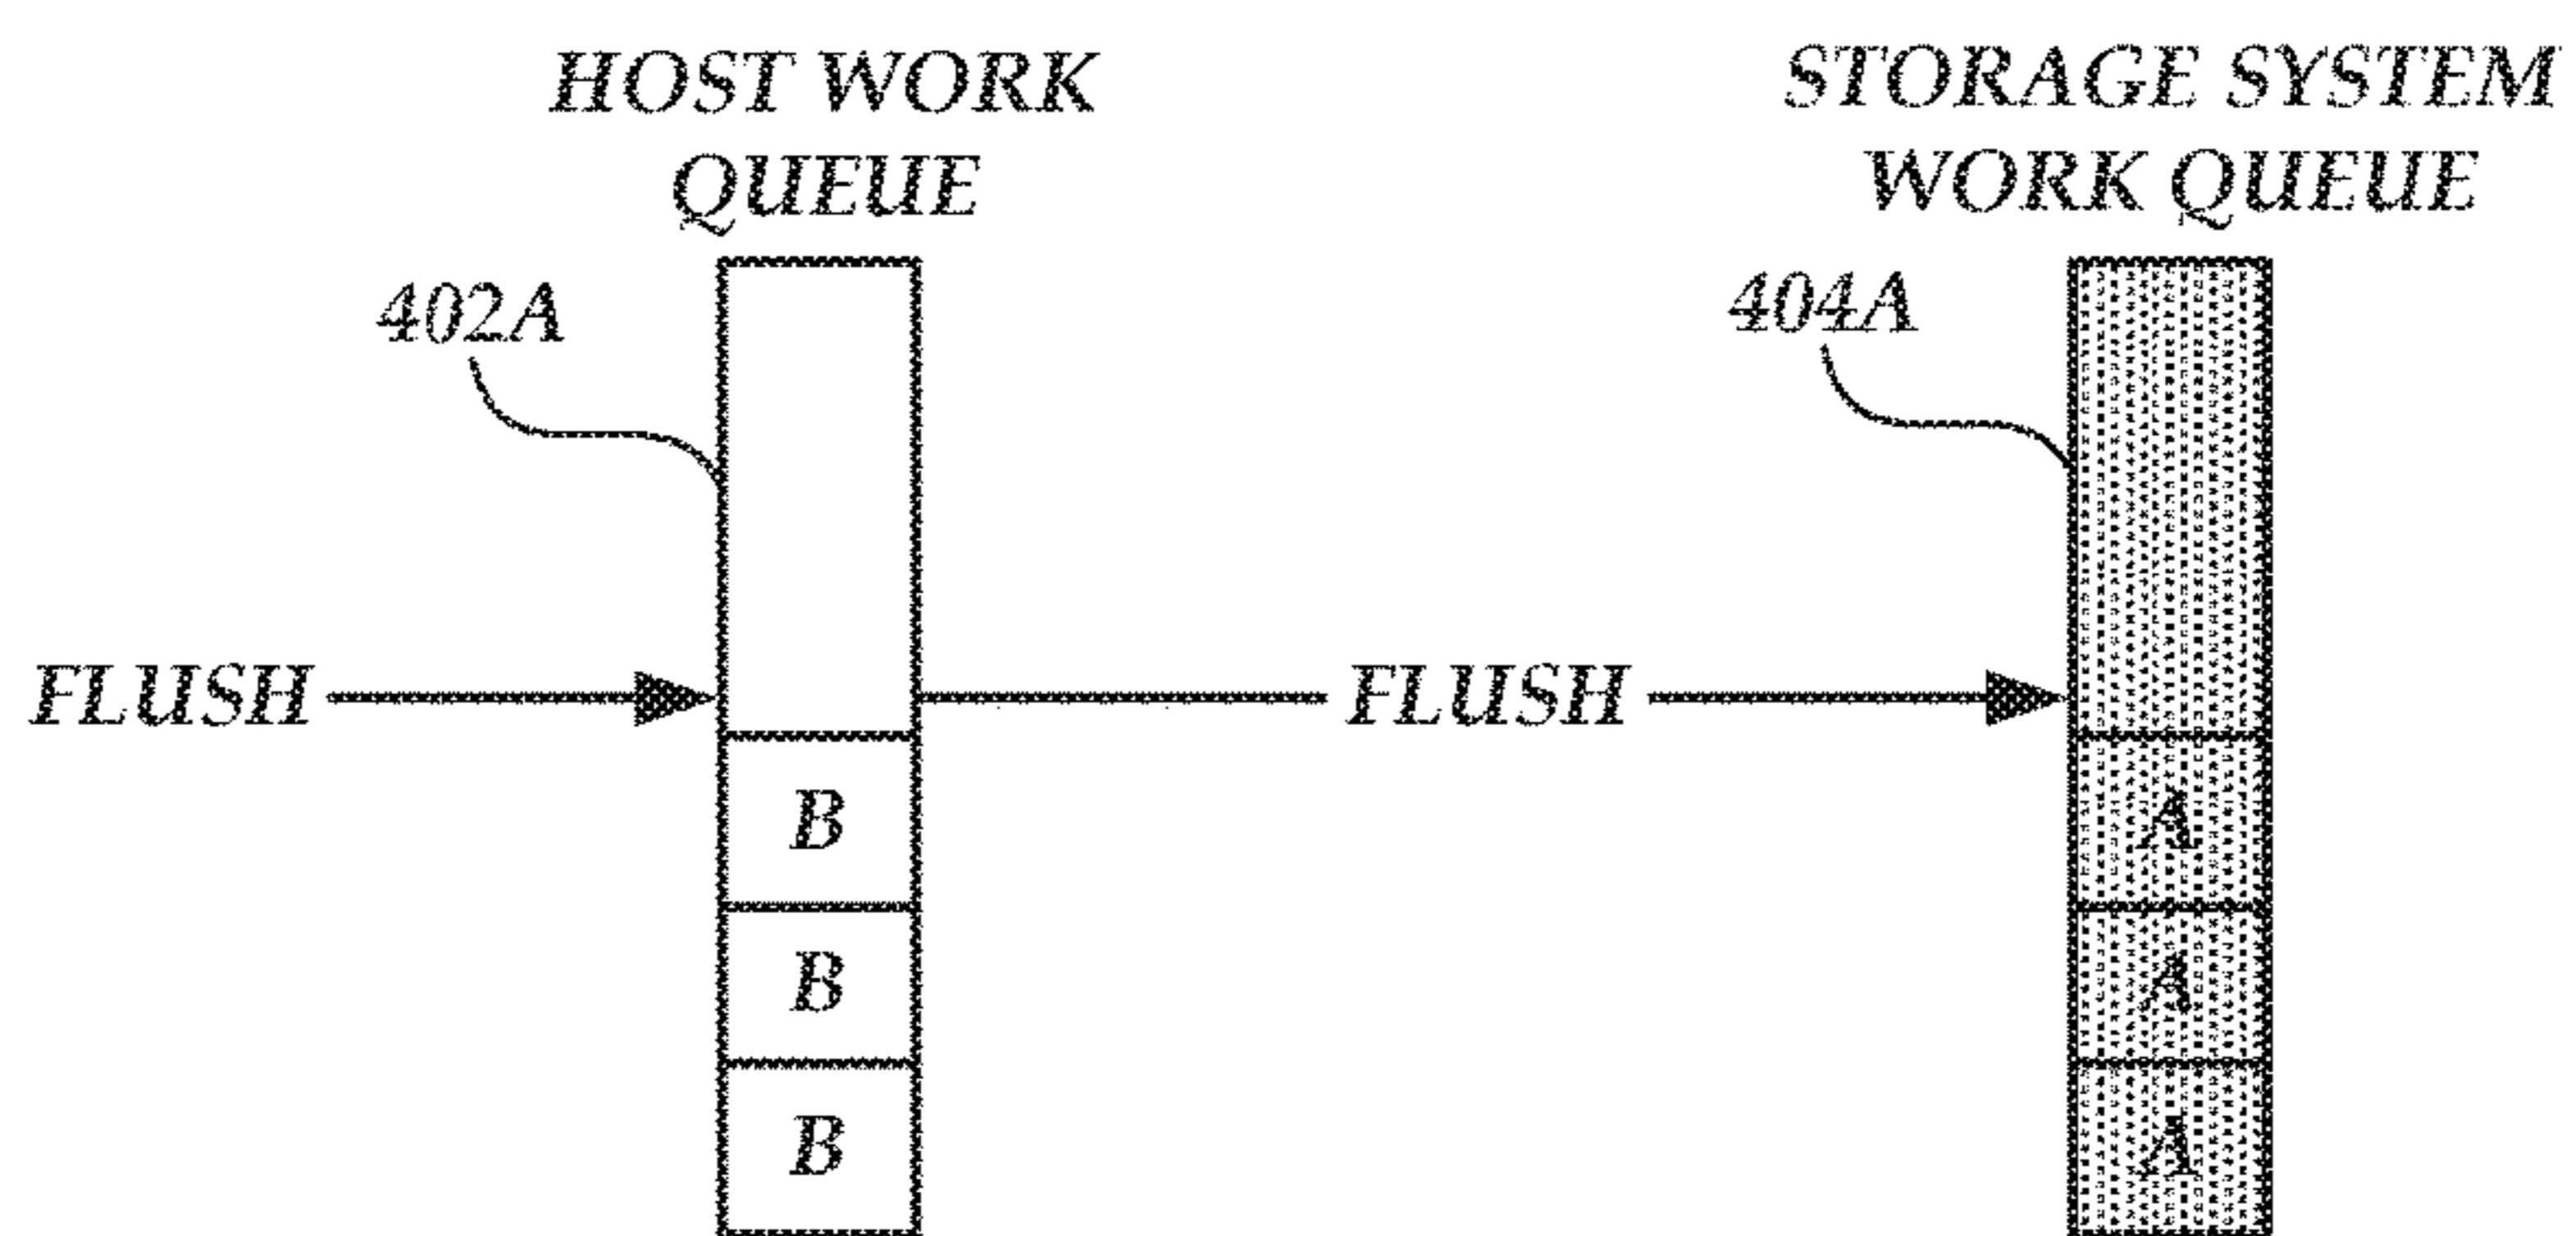 HOST WORK
QUEUE
STORAGE SYSTEM
WORK QUEUE
402A
404A
FLUSH
FLUSH
B
A
B
A
B
A